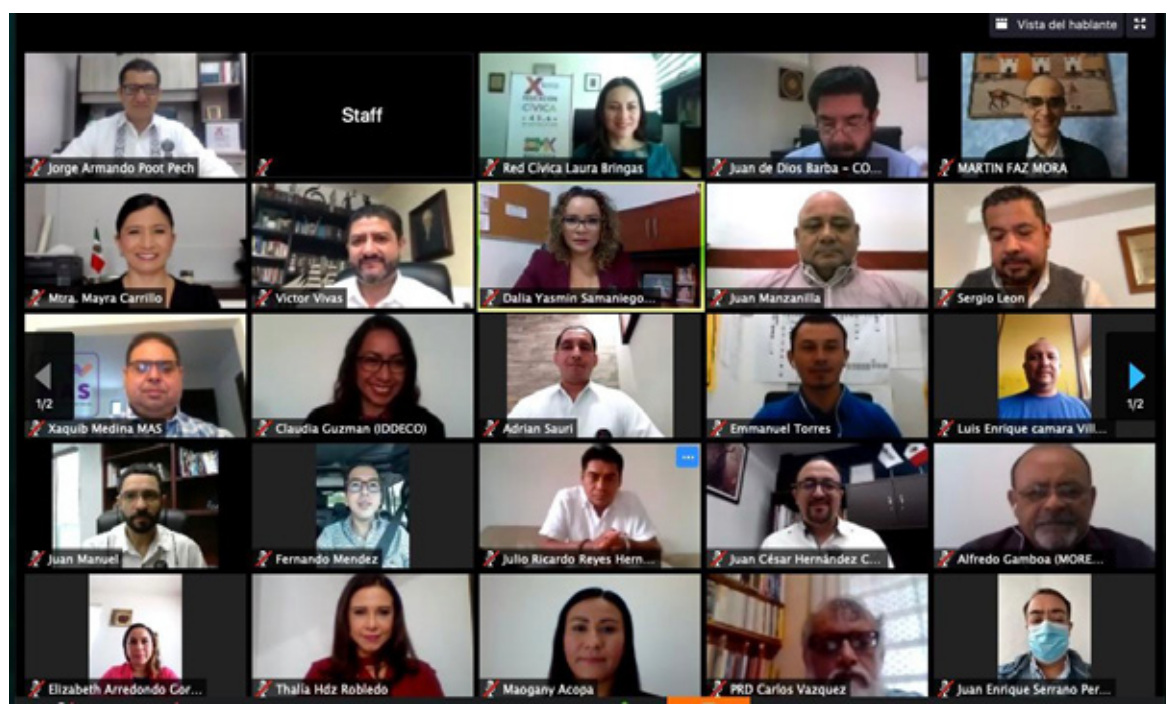 Vista del hablante
Jorge Armando Poot Pech
Staff
X
EDUCACIÓN
CÍVICA
Red Cívica Laura Bringas
Juan de Dios Barba - CO...
MARTIN FAZ MORA
Mtra. Mayra Carrillo
Victor Vivas
Dalia Yasmin Samaniego...
Juan Manzanilla
Sergio Leon
1/2
AS
Xaquib Medina MAS
Claudia Guzman (IDDECO)
Adrian Sauri
Emmanuel Torres
Luis Enrique camara Vill...
1/2
Juan Manuel
Fernando Mendez
Julio Ricardo Reyes Hern...
Juan César Hernández C...
Alfredo Gamboa (MORE...
Elizabeth Arredondo Gor...
Thalía Hdz Robledo
Maogany Acopa
PRD Carlos Vazquez
Juan Enrique Serrano Per...